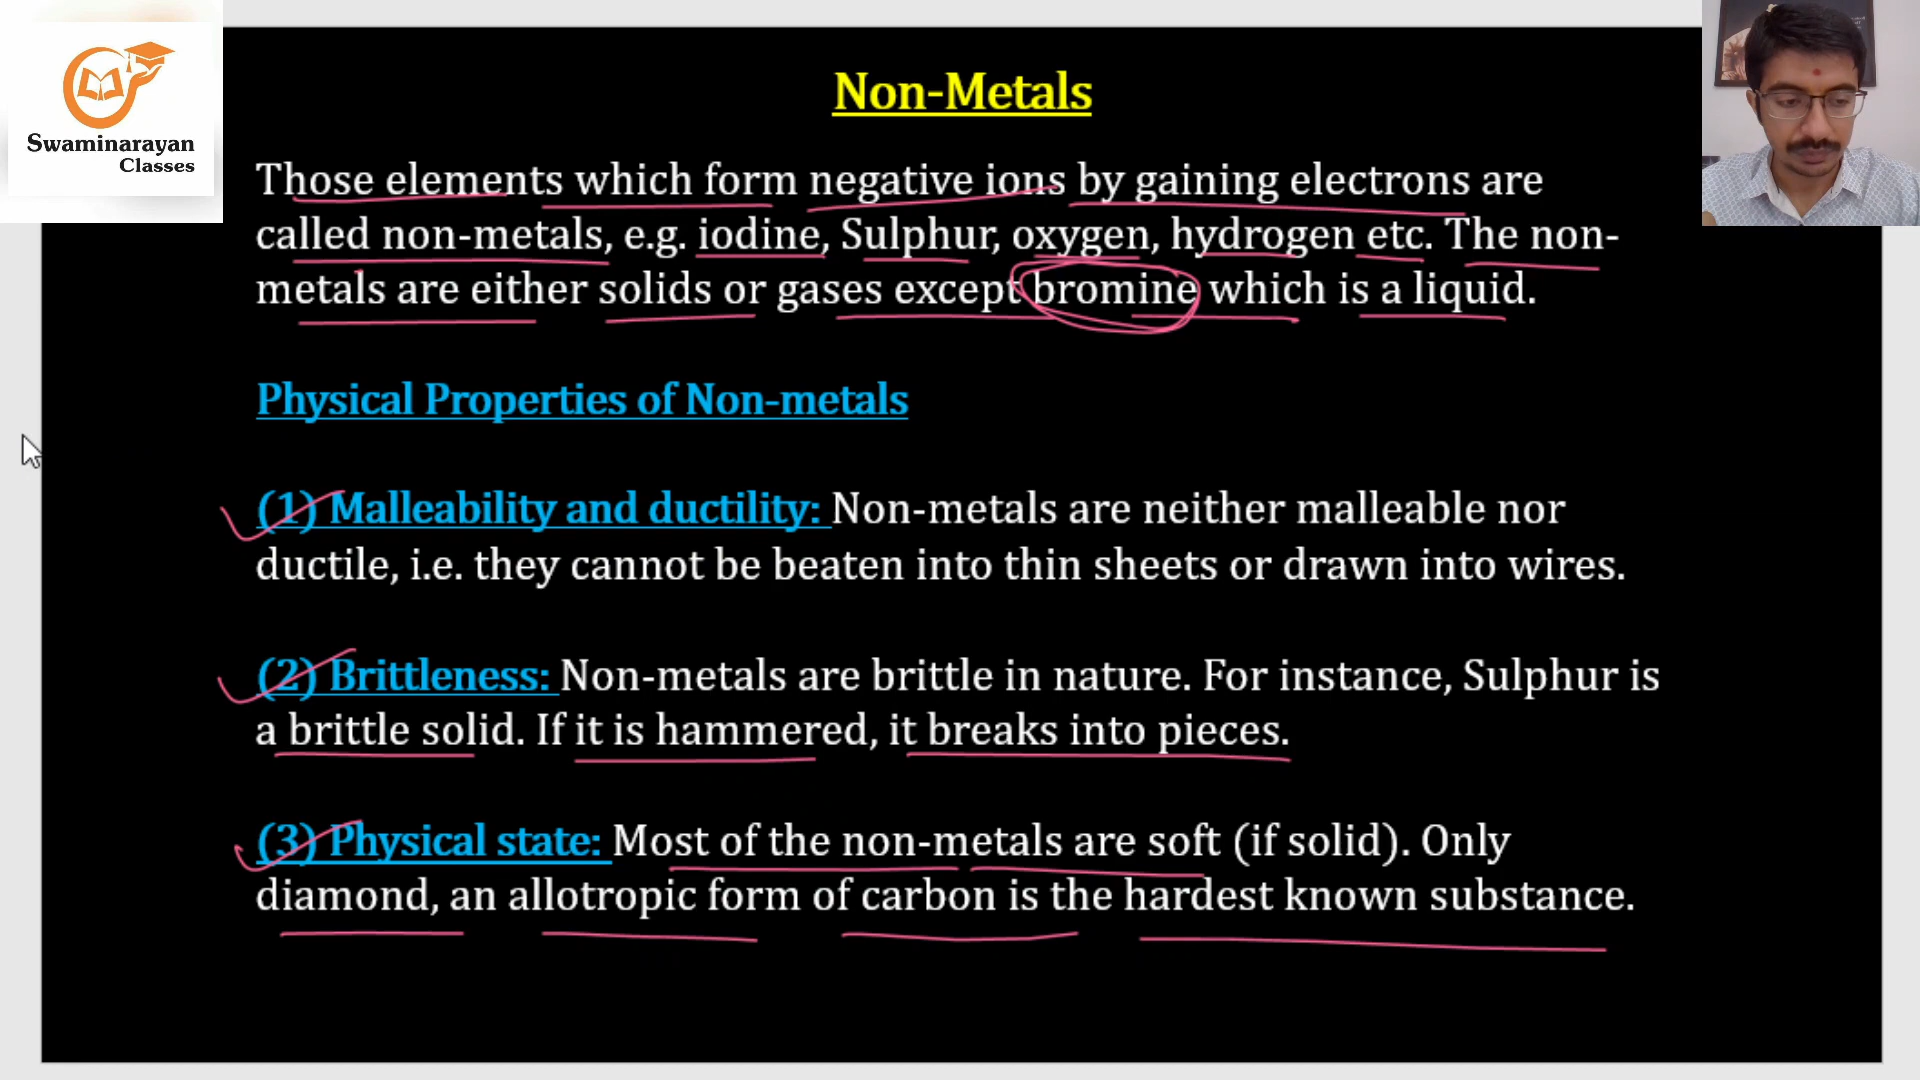 Swaminarayan
Classes
Non-Metals
Those elements which form negative ions by gaining electrons are
called non-metals, e.g. iodine, Sulphur, oxygen, hydrogen etc. The non-
metals are either solids or gases except bromine which is a liquid.
Physical Properties of Non-metals
(1) Malleability and ductility: Non-metals are neither malleable nor
ductile, i.e. they cannot be beaten into thin sheets or drawn into wires.
(2) Brittleness: Non-metals are brittle in nature. For instance, Sulphur is
a brittle solid. If it is hammered, it breaks into pieces.
(3) Physical state: Most of the non-metals are soft (if solid). Only
diamond, an allotropic form of carbon is the hardest known substance.